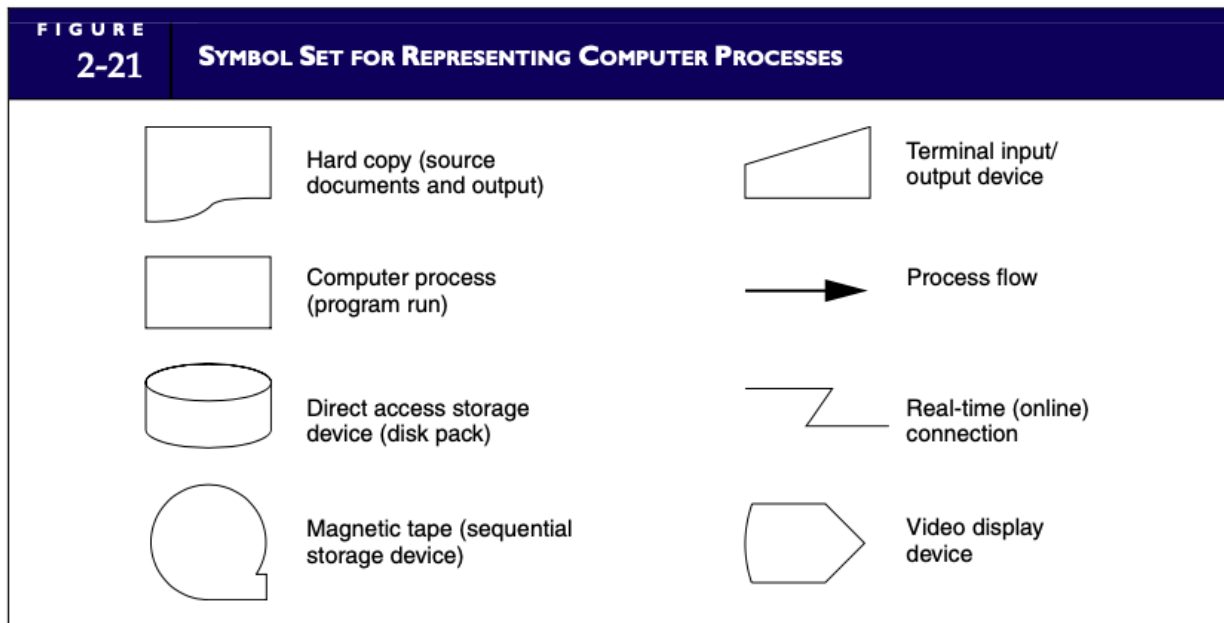 FIGURE
2-21
SYMBOL SET FOR REPRESENTING COMPUTER PROCESSES
Hard copy (source
documents and output)
Terminal input/
output device
Computer process
(program run)
Process flow
Direct access storage
device (disk pack)
Real-time (online)
connection
Magnetic tape (sequential
storage device)
Video display
device